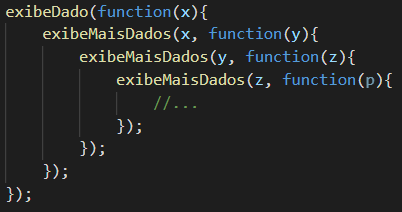 exibeDado(function(x){
    exibeMaisDados(x, function(y){
        exibeMaisDados(y, function(z){
            exibeMaisDados(z, function(p){
                //...
            });
        });
    });
});